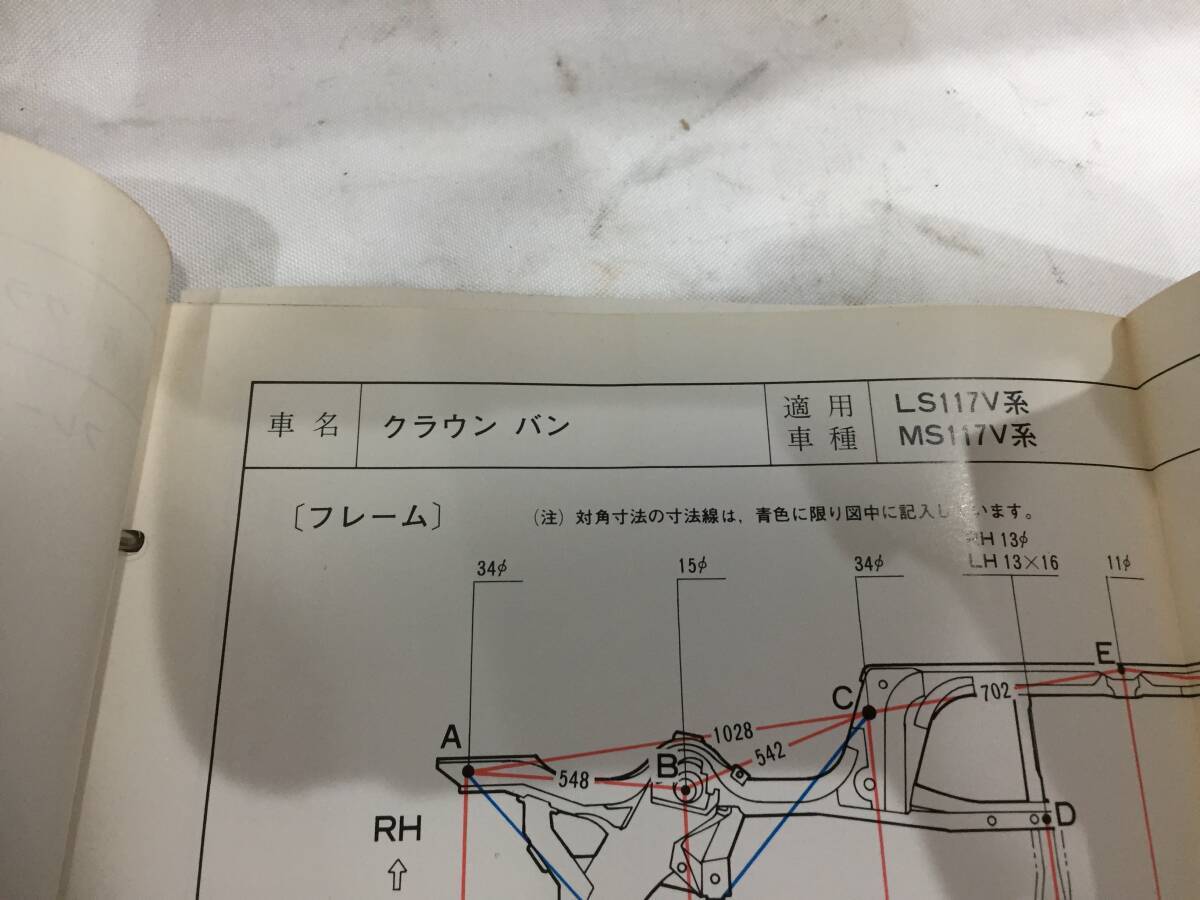 車名
クラウン バン
適用
車種
LS117V系
MS117V系
〔フレーム〕
(注) 対角寸法の寸法線は, 青色に限り図中に記入し います。
34φ
15φ
34φ
RH 13φ
LH 13×16
11φ
E
C
702
1028
A
542
548
B
D
RH